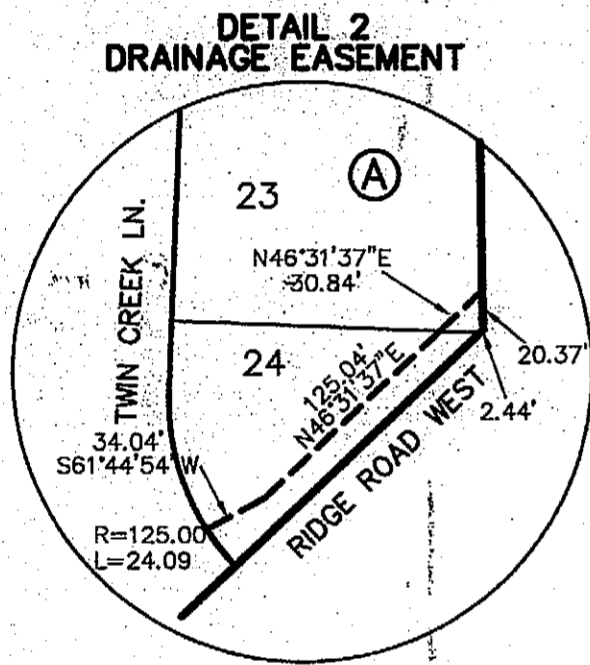 DETAIL 2
DRAINAGE EASEMENT
23
A
TWIN CREEK LN.
N46°31'37"E
30.84'
24
125.04'
N46°31'37"E
20.37'
2.44'
RIDGE ROAD WEST
34.04'
S61°44'54"W
R=125.00
L=24.09